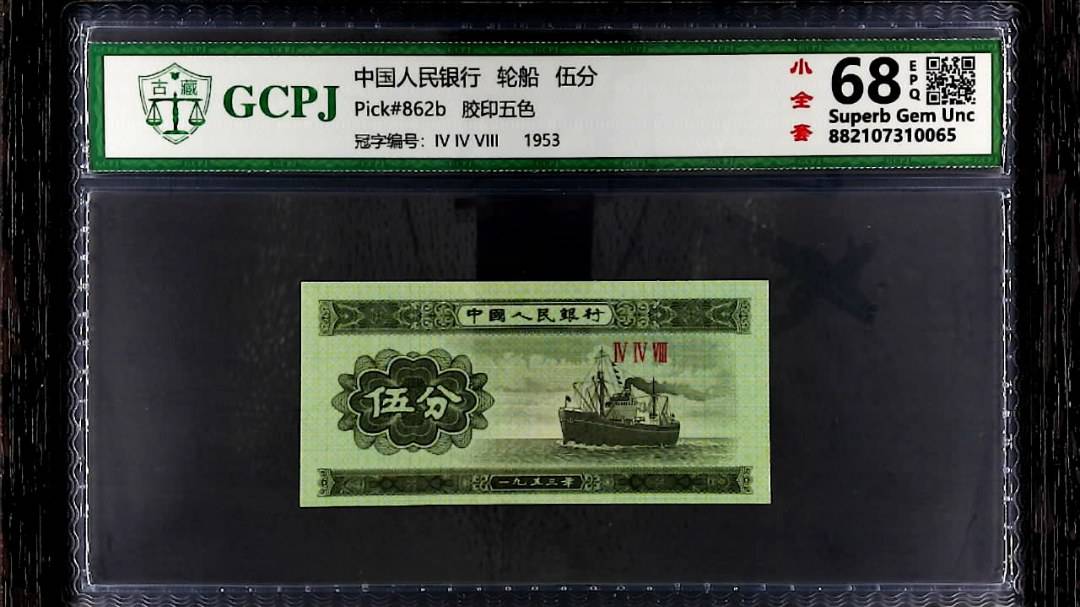 古藏
GCPJ
中国人民银行 轮船 伍分
Pick#862b 胶印五色
冠字编号: IV IV VIII 1953
小全套
68
EPQ
Superb Gem Unc
882107310065
中國人民銀行
IV IV VIII
伍分
一九五三年